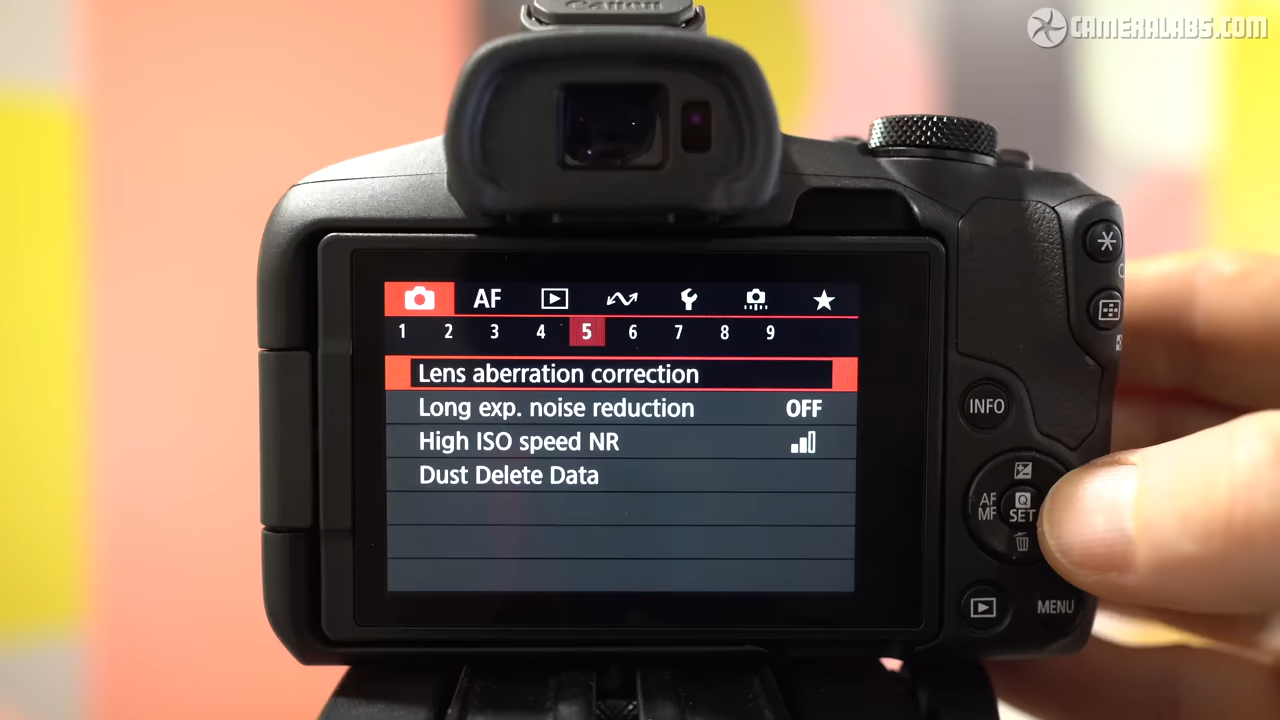 Canon
CAMERALABS.COM
AF
1 2 3 4 5 6 7 8 9
Lens aberration correction
Long exp. noise reduction OFF
High ISO speed NR
Dust Delete Data
INFO
AF
MF
Q
SET
MENU